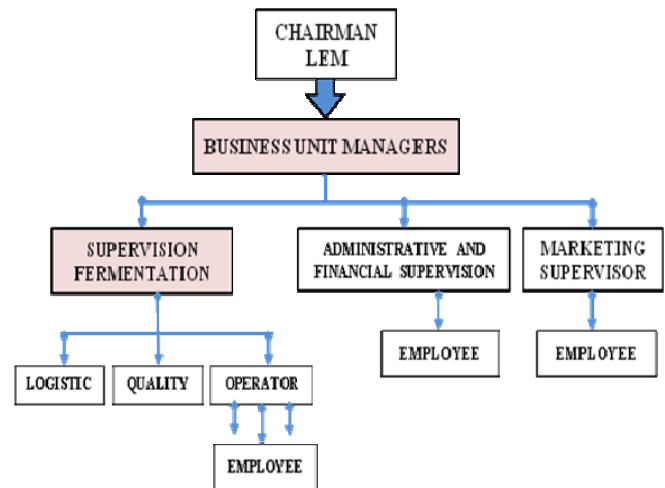 CHAIRMAN
LEM
BUSINESS UNIT MANAGERS
SUPERVISION
FERMENTATION
ADMINISTRATIVE AND
FINANCIAL SUPERVISION
MARKETING
SUPERVISOR
EMPLOYEE
EMPLOYEE
LOGISTIC
QUALITY
OPERATOR
EMPLOYEE